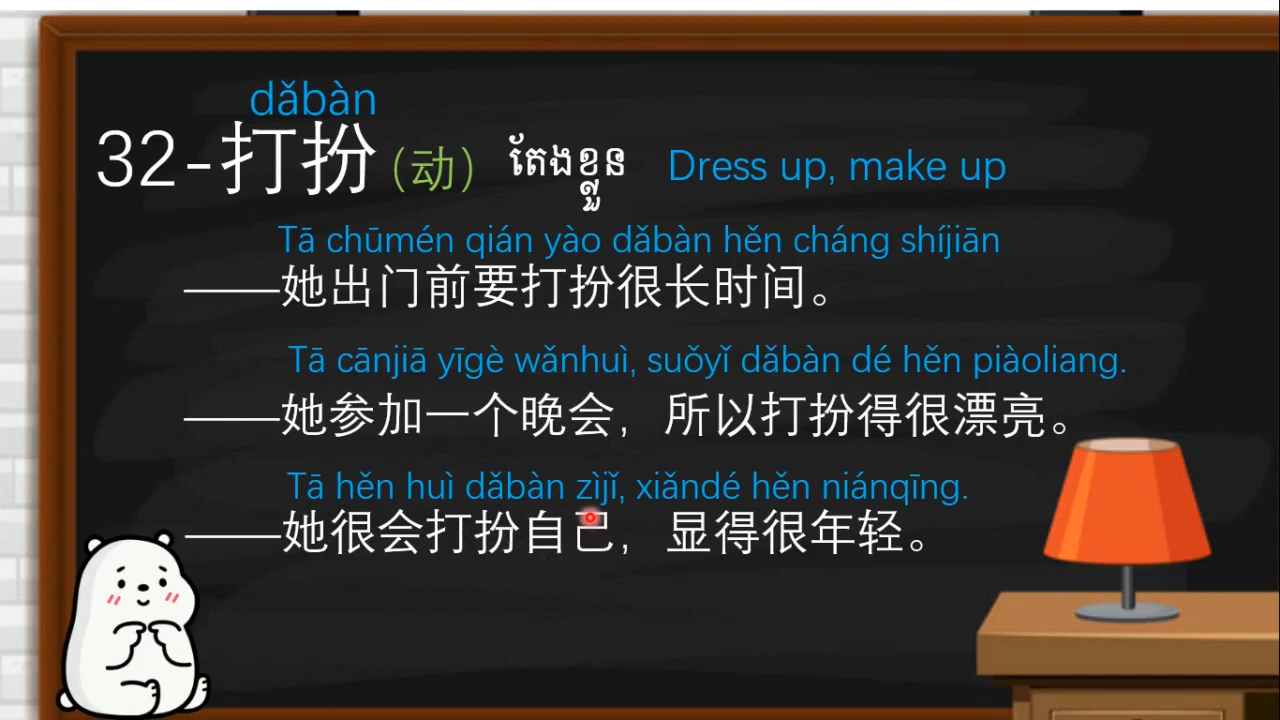 dǎbàn
32-打扮(动) តែងខ្លួន Dress up, make up
Tā chūmén qián yào dǎbàn hěn cháng shíjiān
——她出门前要打扮很长时间。
Tā cānjiā yīgè wǎnhuì, suǒyǐ dǎbàn dé hěn piàoliang.
——她参加一个晚会，所以打扮得很漂亮。
Tā hěn huì dǎbàn zìjǐ, xiǎndé hěn niánqīng.
——她很会打扮自己，显得很年轻。